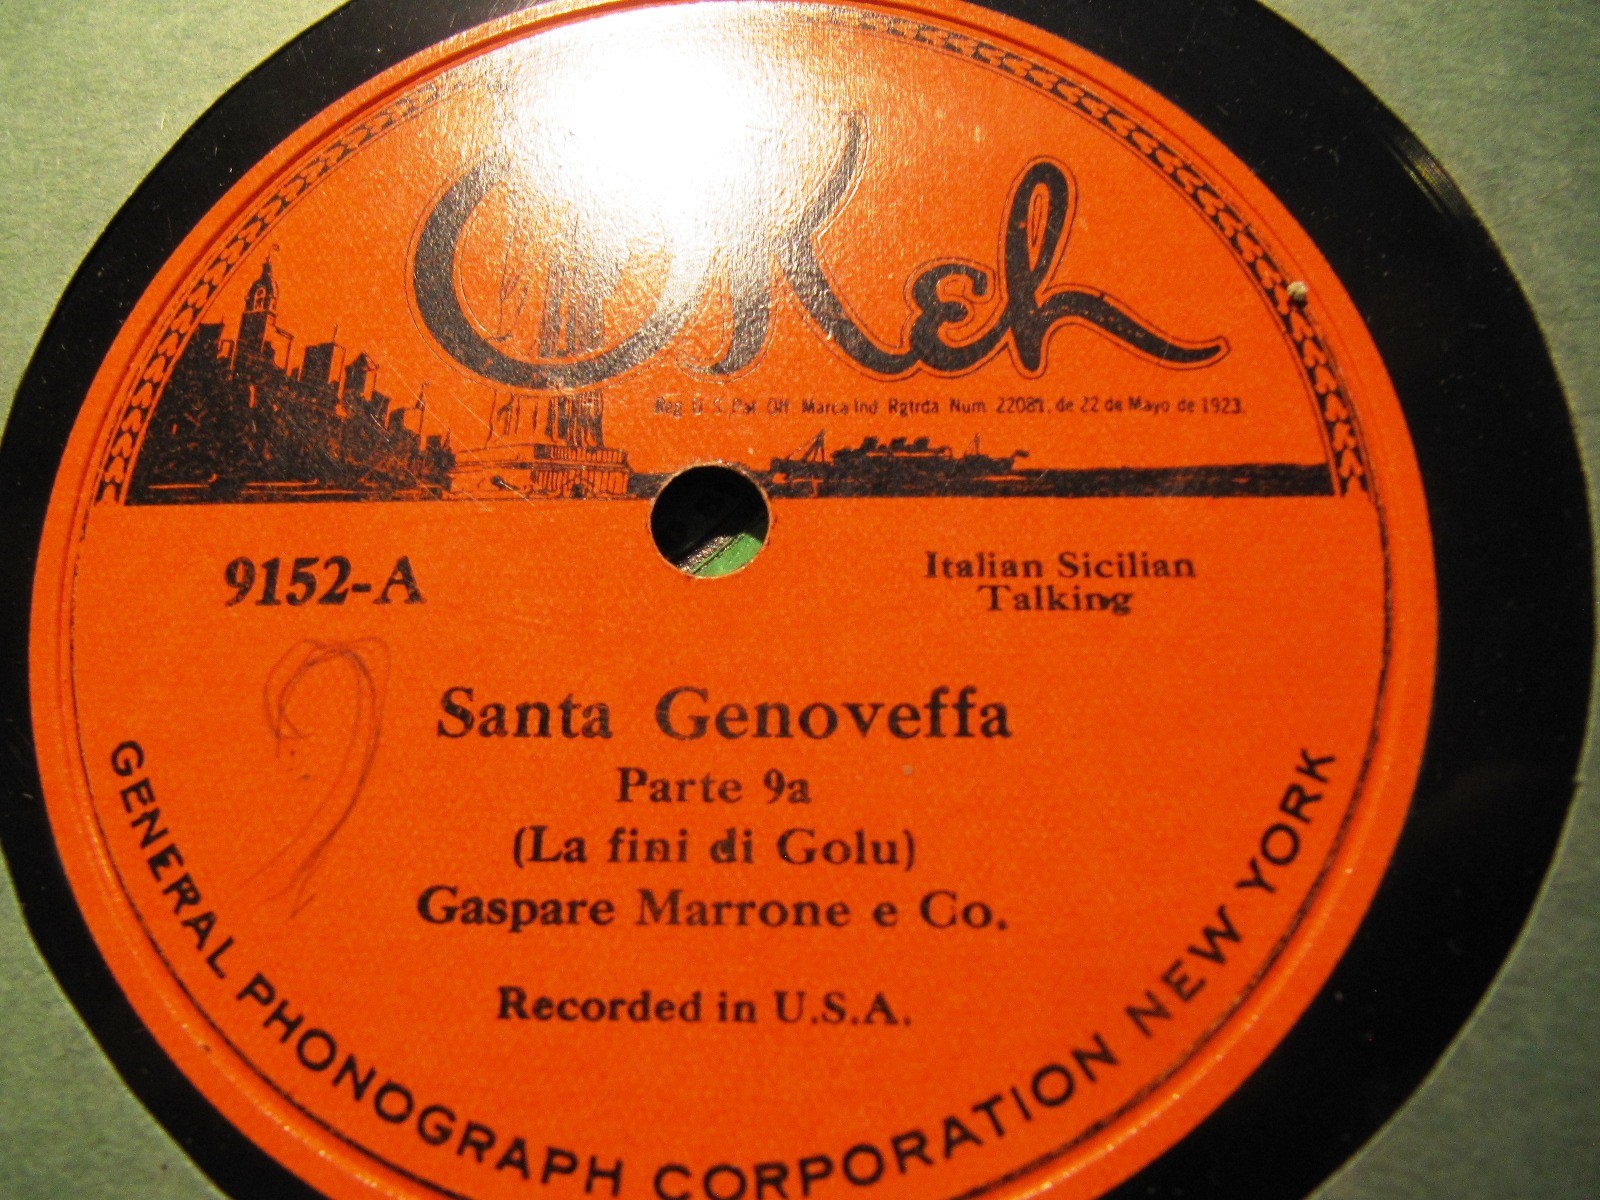 OKeh
Reg. U. S. Pat. Off. Marca Ind. Rgtrda. Num. 22081, de 22 de Mayo de 1923.
9152-A
Italian Sicilian
Talking
9
Santa Genoveffa
Parte 9a
(La fini di Golu)
Gaspare Marrone e Co.
Recorded in U.S.A.
GENERAL PHONOGRAPH CORPORATION NEW YORK